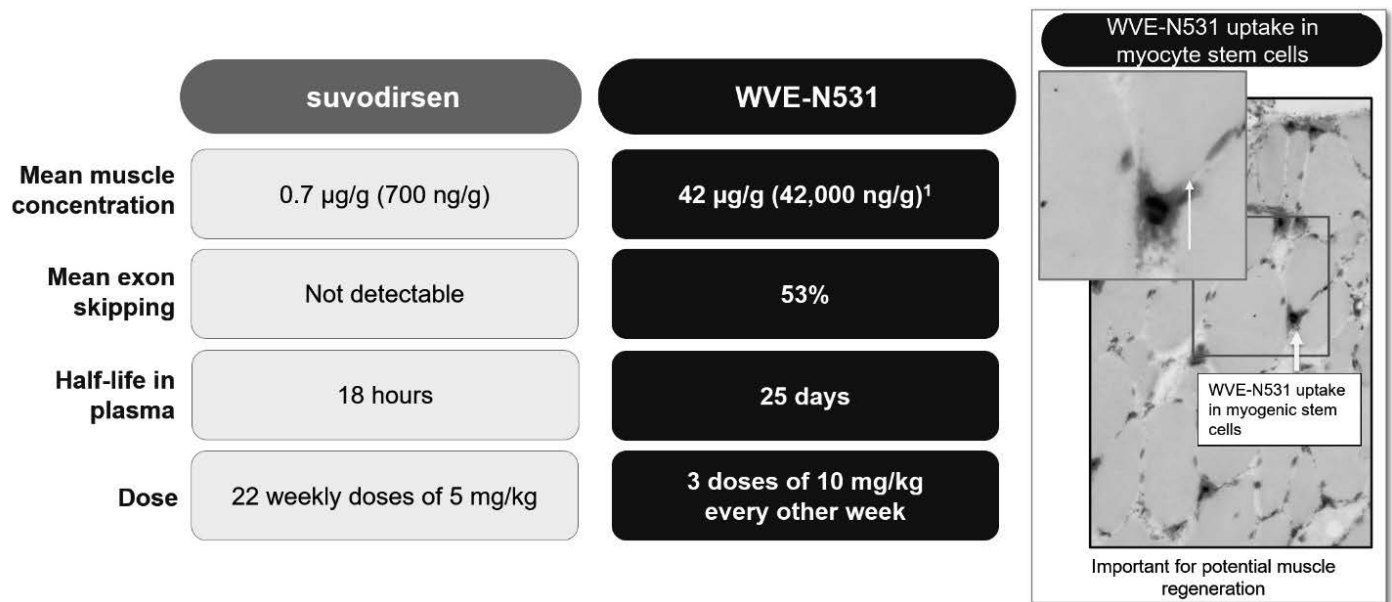 suvodirsen
WVE-N531
Mean muscle
concentration
0.7 µg/g (700 ng/g)
42 µg/g (42,000 ng/g)¹
Mean exon
skipping
Not detectable
53%
Half-life in
plasma
18 hours
25 days
Dose
22 weekly doses of 5 mg/kg
3 doses of 10 mg/kg
every other week
WVE-N531 uptake in
myocyte stem cells
WVE-N531 uptake
in myogenic stem
cells
Important for potential muscle
regeneration